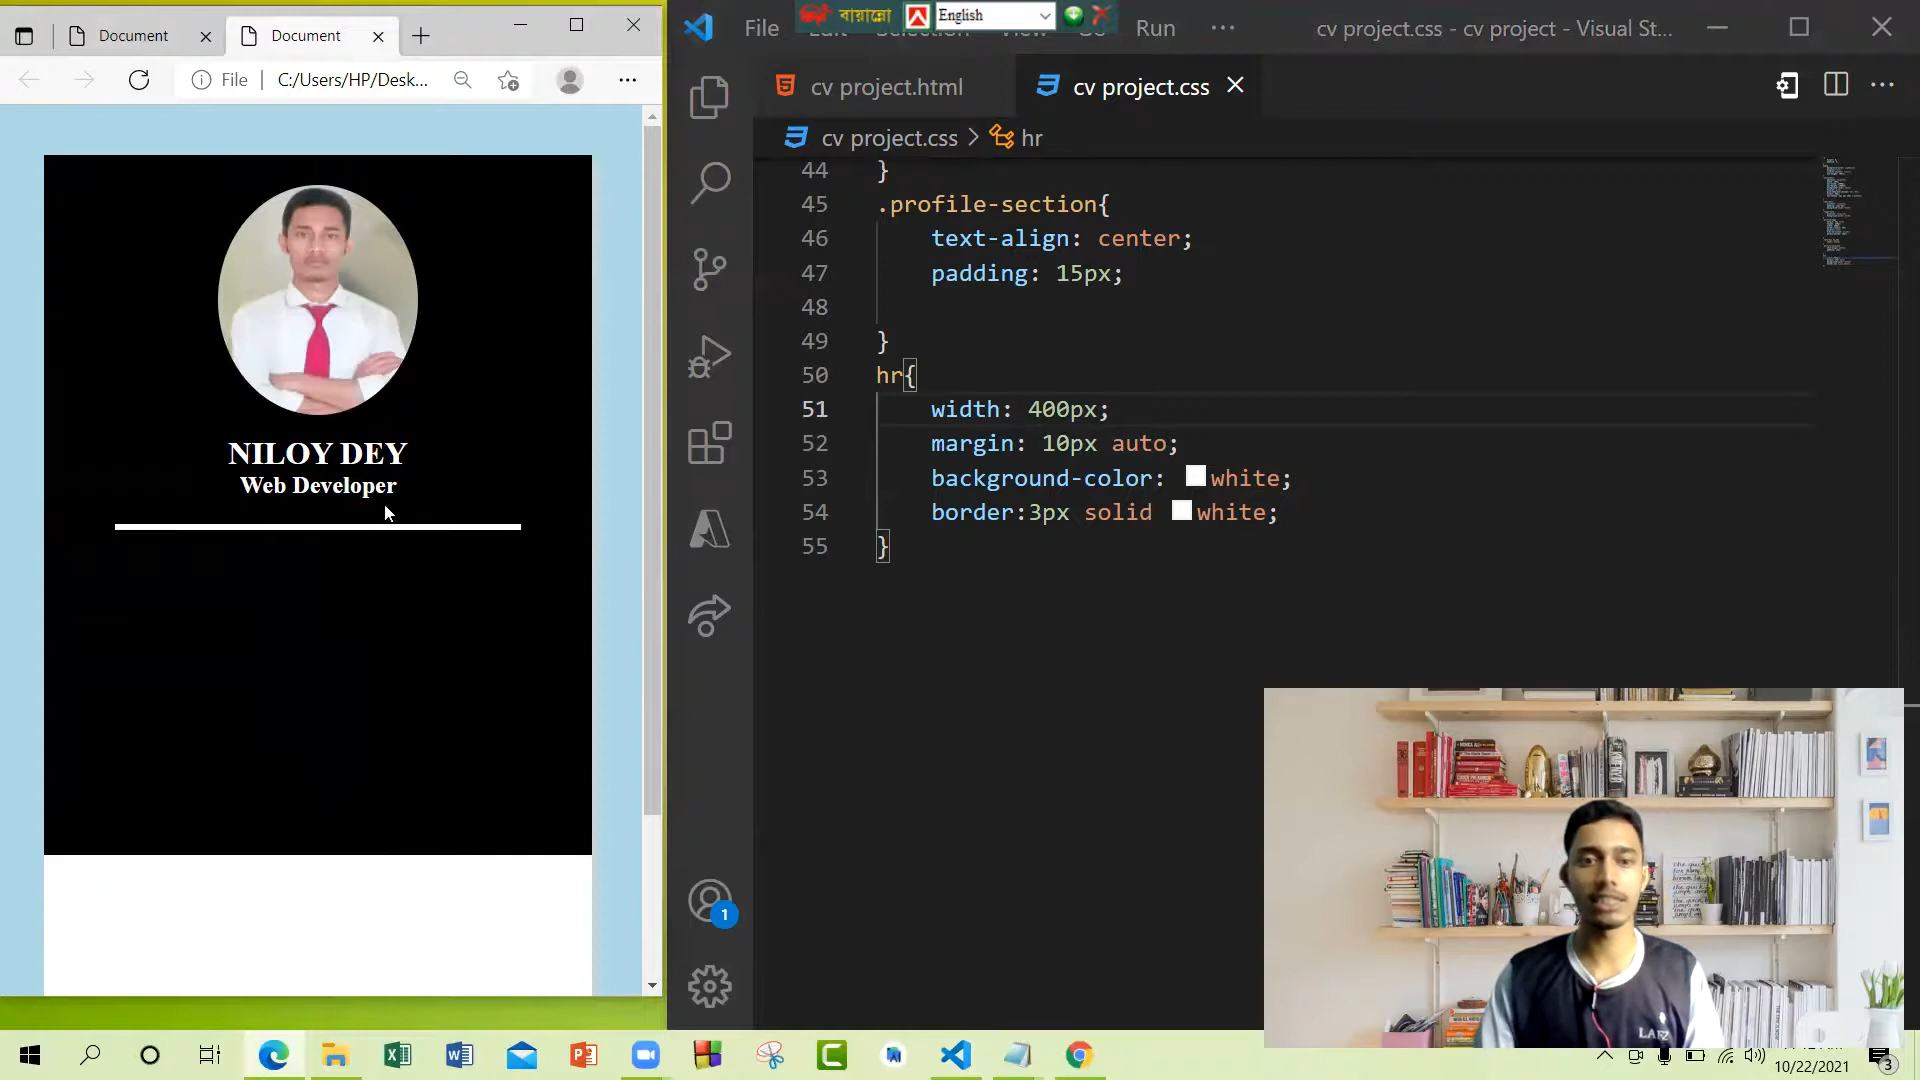 Document
Document
File
C:/Users/HP/Desk...
NILOY DEY
Web Developer
File
Run
cv project.css - cv project - Visual St...
বায়ান্নো
English
cv project.html
cv project.css
cv project.css > hr
44 }
45 .profile-section{
46 text-align: center;
47 padding: 15px;
48
49 }
50 hr{
51 width: 400px;
52 margin: 10px auto;
53 background-color: white;
54 border:3px solid white;
55 }
1
10/22/2021
3